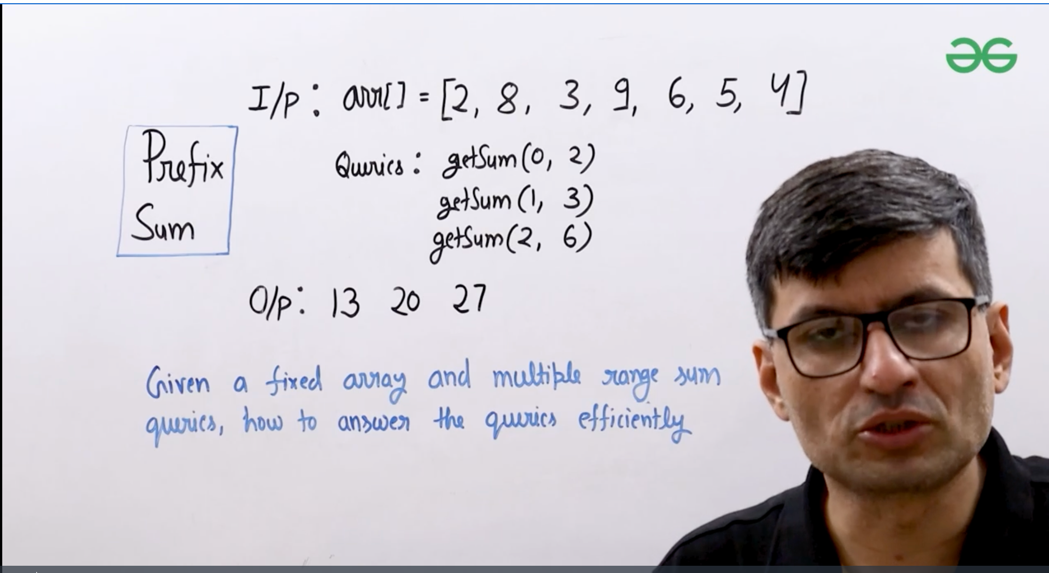 I/p: arr[] = [2, 8, 3, 9, 6, 5, 4]
Prefix
Sum
Queries: getSum(0, 2)
getSum(1, 3)
getSum(2, 6)
O/p: 13 20 27
Given a fixed array and multiple range sum
queries, how to answer the queries efficiently